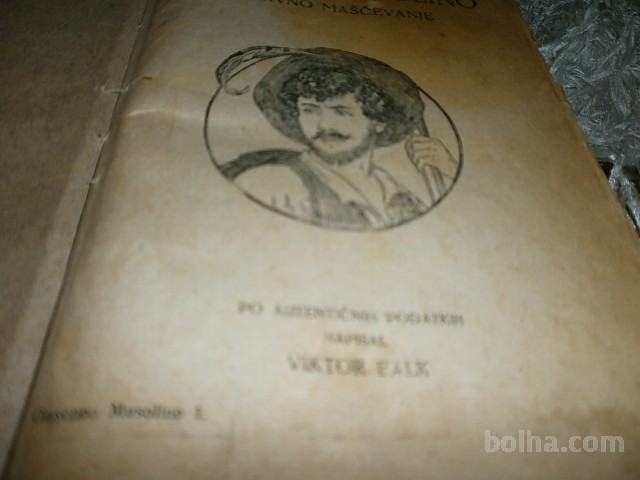 MAŠČEVANJE
PO AUTENTIČNIH PODATKIH
NAPISAL
VIKTOR FALK
Musolino I.
bolha.com